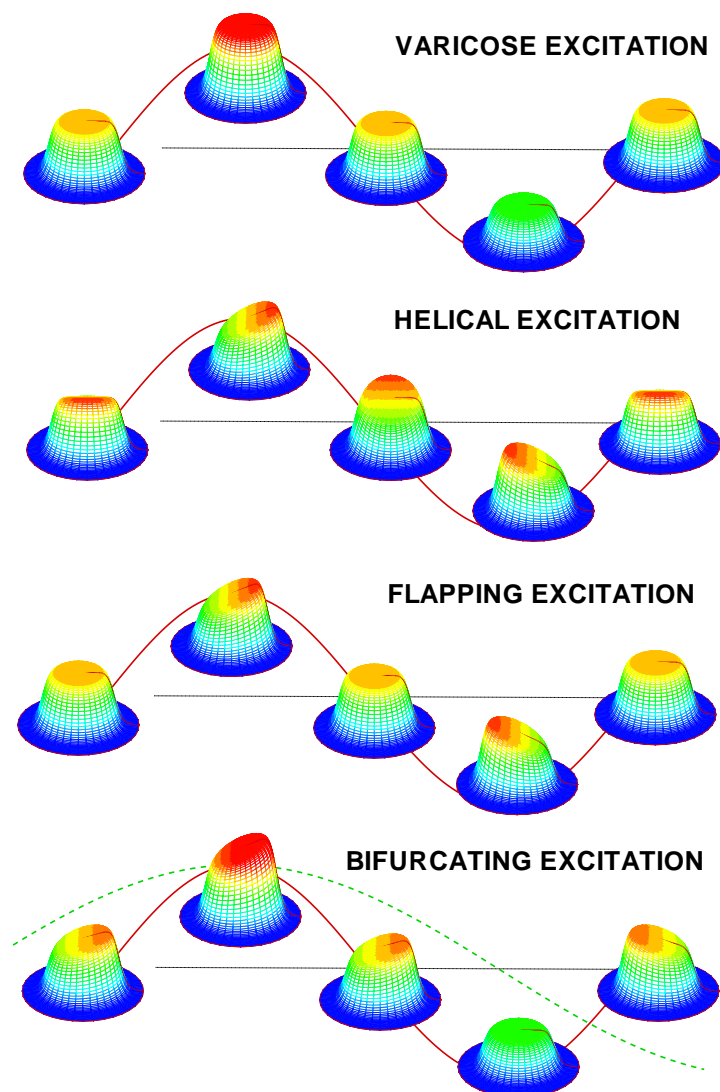 VARICOSE EXCITATION
HELICAL EXCITATION
FLAPPING EXCITATION
BIFURCATING EXCITATION